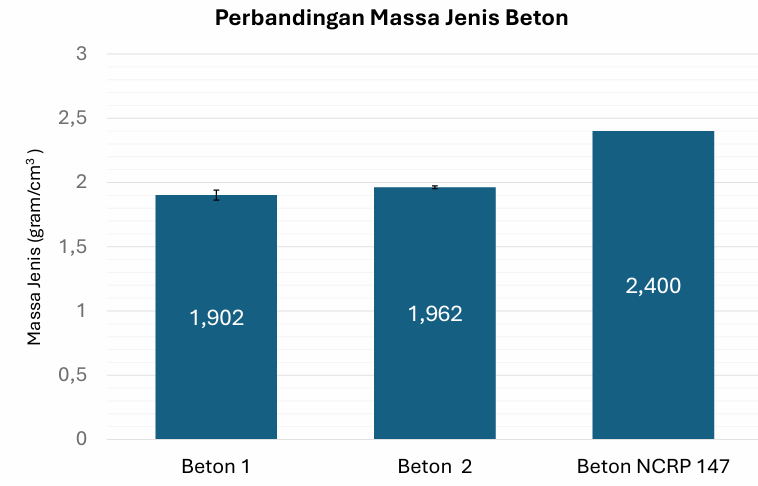 Perbandingan Massa Jenis Beton
Massa Jenis (gram/cm³ )
3
2,5
2
1,5
1
0,5
0
1,902
1,962
2,400
Beton 1
Beton  2
Beton NCRP 147